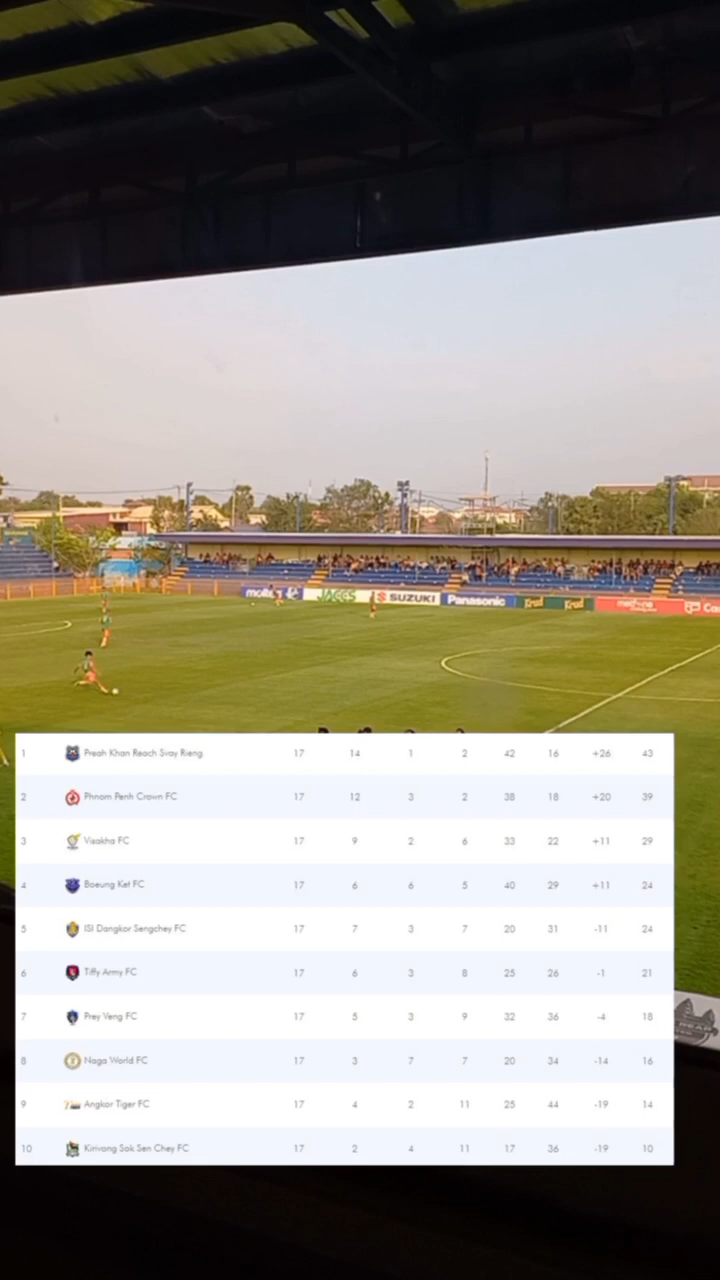 molten
JACCS
SUZUKI
Panasonic
Krud
Krud
metfone
1 Preah Khan Reach Svay Rieng 17 14 1 2 42 16 +26 43
2 Phnom Penh Crown FC 17 12 3 2 38 18 +20 39
3 Visakha FC 17 9 2 6 33 22 +11 29
4 Boeung Ket FC 17 6 6 5 40 29 +11 24
5 ISI Dangkor Sengchey FC 17 7 3 7 20 31 -11 24
6 Tiffy Army FC 17 6 3 8 25 26 -1 21
7 Prey Veng FC 17 5 3 9 32 36 -4 18
8 Naga World FC 17 3 7 7 20 34 -14 16
9 Angkor Tiger FC 17 4 2 11 25 44 -19 14
10 Kirivong Sok Sen Chey FC 17 2 4 11 17 36 -19 10